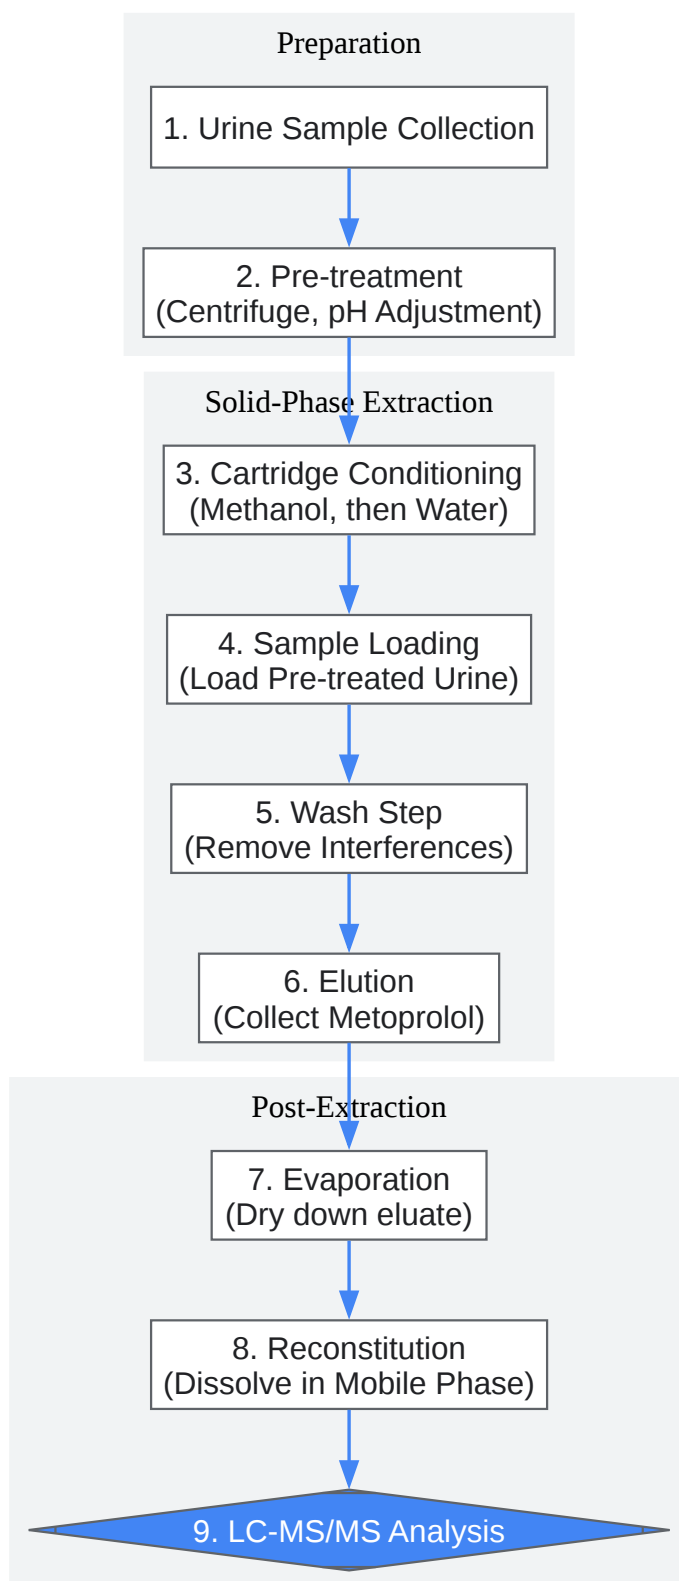 Preparation
1. Urine Sample Collection
2. Pre-treatment
(Centrifuge, pH Adjustment)
Solid-Phase Extraction
3. Cartridge Conditioning
(Methanol, then Water)
4. Sample Loading
(Load Pre-treated Urine)
5. Wash Step
(Remove Interferences)
6. Elution
(Collect Metoprolol)
Post-Extraction
7. Evaporation
(Dry down eluate)
8. Reconstitution
(Dissolve in Mobile Phase)
9. LC-MS/MS Analysis